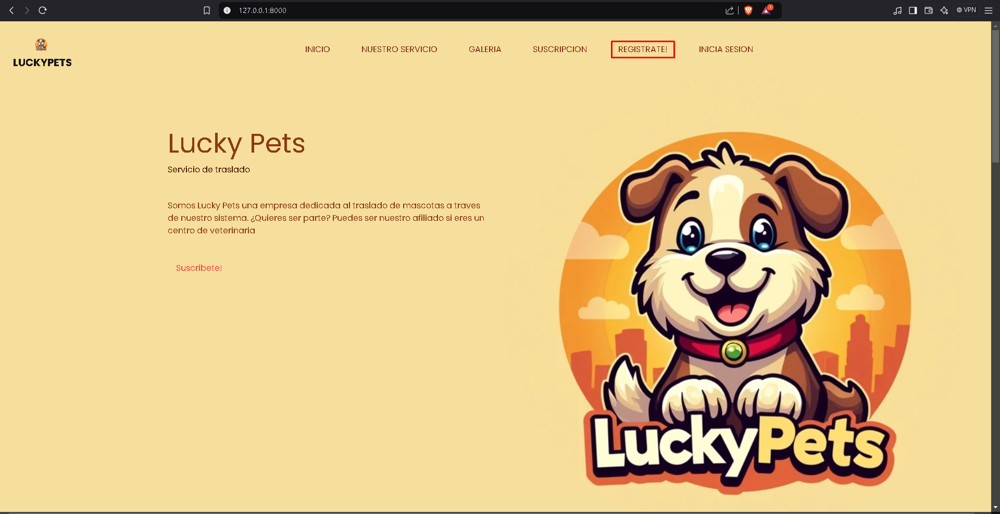 127.0.0.1:8000
VPN
LUCKYPETS
INICIO
NUESTRO SERVICIO
GALERIA
SUSCRIPCION
REGISTRATE!
INICIA SESION
Lucky Pets
Servicio de traslado
Somos Lucky Pets una empresa dedicada al traslado de mascotas a traves
de nuestro sistema. ¿Quieres ser parte? Puedes ser nuestro afiliado si eres un
centro de veterinaria
Suscribete!
LuckyPets